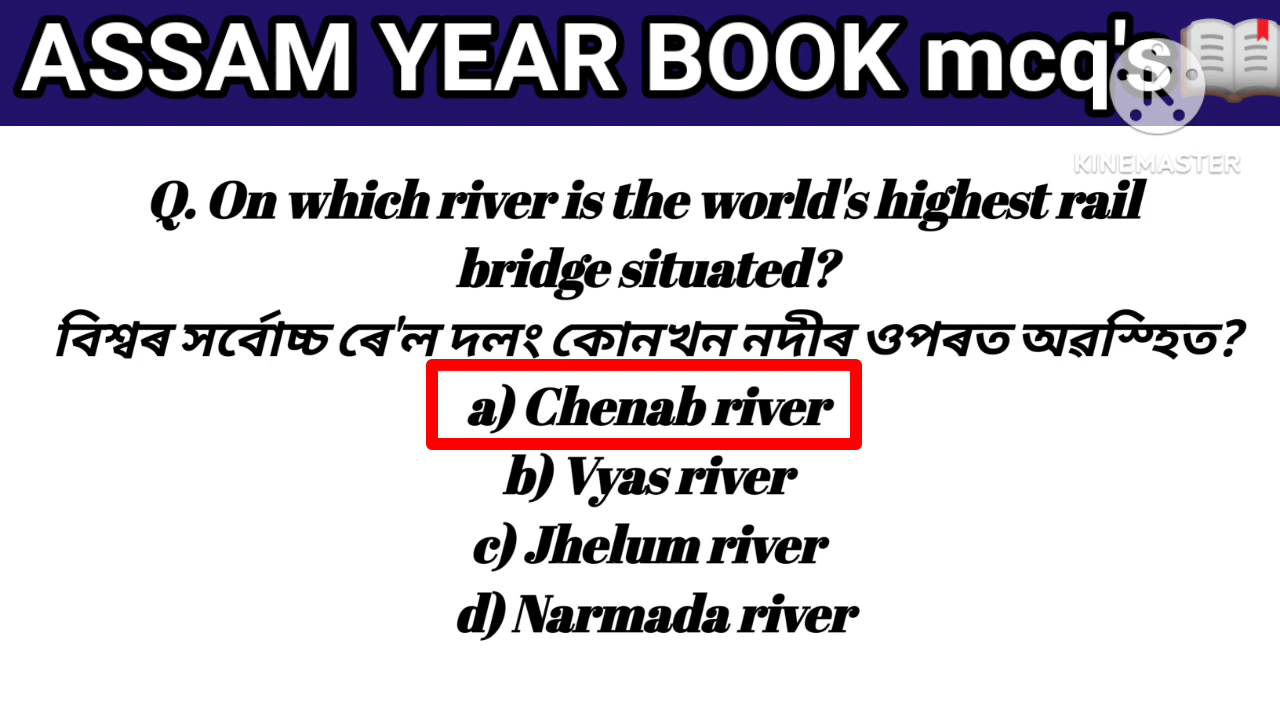 ASSAM YEAR BOOK mcq's
KINEMASTER
Q. On which river is the world's highest rail
bridge situated?
বিশ্বৰ সৰ্বোচ্চ ৰে'ল দলং কোনখন নদীৰ ওপৰত অৱস্হিত?
a) Chenab river
b) Vyas river
c) Jhelum river
d) Narmada river